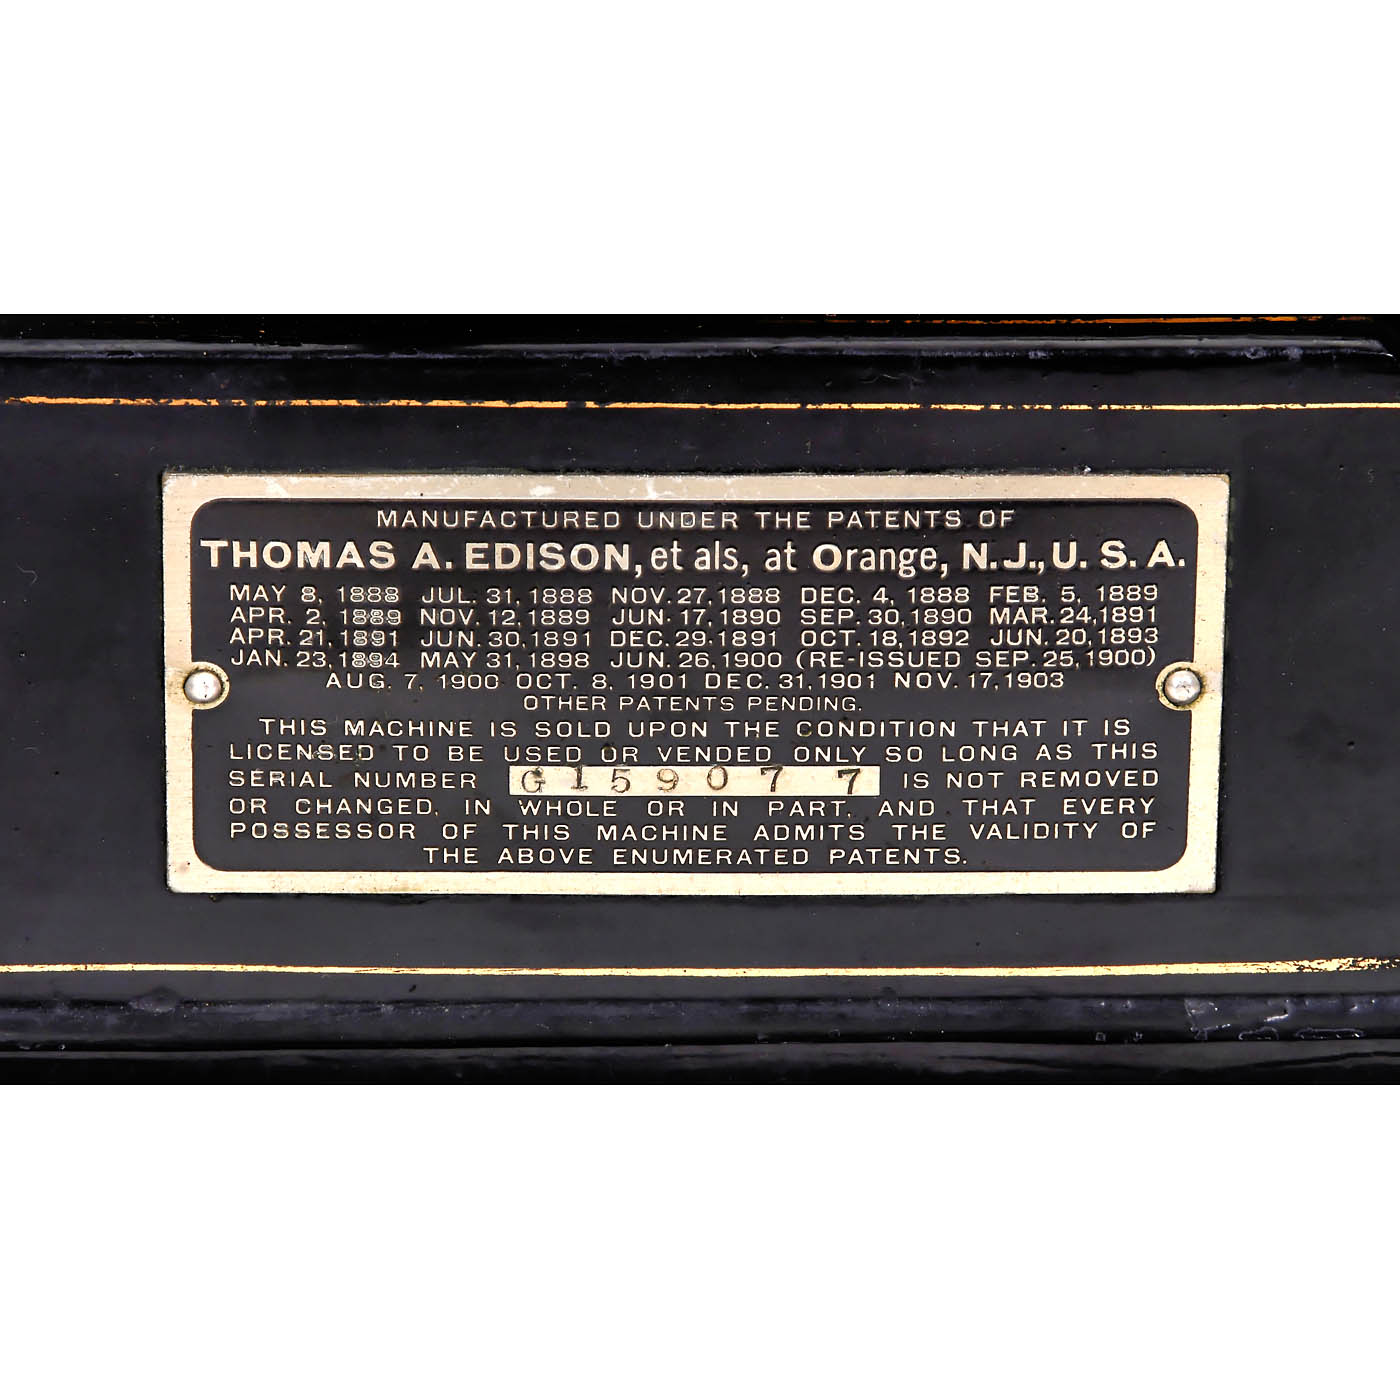 MANUFACTURED UNDER THE PATENTS OF
THOMAS A. EDISON, et als, at Orange, N.J., U. S. A.
MAY 8, 1888 JUL. 31, 1888 NOV. 27, 1888 DEC. 4, 1888 FEB. 5, 1889
APR. 2, 1889 NOV. 12, 1889 JUN. 17, 1890 SEP. 30, 1890 MAR. 24, 1891
APR. 21, 1891 JUN. 30, 1891 DEC. 29, 1891 OCT. 18, 1892 JUN. 20, 1893
JAN. 23, 1894 MAY 31, 1898 JUN. 26, 1900 (RE-ISSUED SEP. 25, 1900)
AUG. 7, 1900 OCT. 8, 1901 DEC. 31, 1901 NOV. 17, 1903
OTHER PATENTS PENDING.
THIS MACHINE IS SOLD UPON THE CONDITION THAT IT IS
LICENSED TO BE USED OR VENDED ONLY SO LONG AS THIS
SERIAL NUMBER G159077 IS NOT REMOVED
OR CHANGED, IN WHOLE OR IN PART, AND THAT EVERY
POSSESSOR OF THIS MACHINE ADMITS THE VALIDITY OF
THE ABOVE ENUMERATED PATENTS.